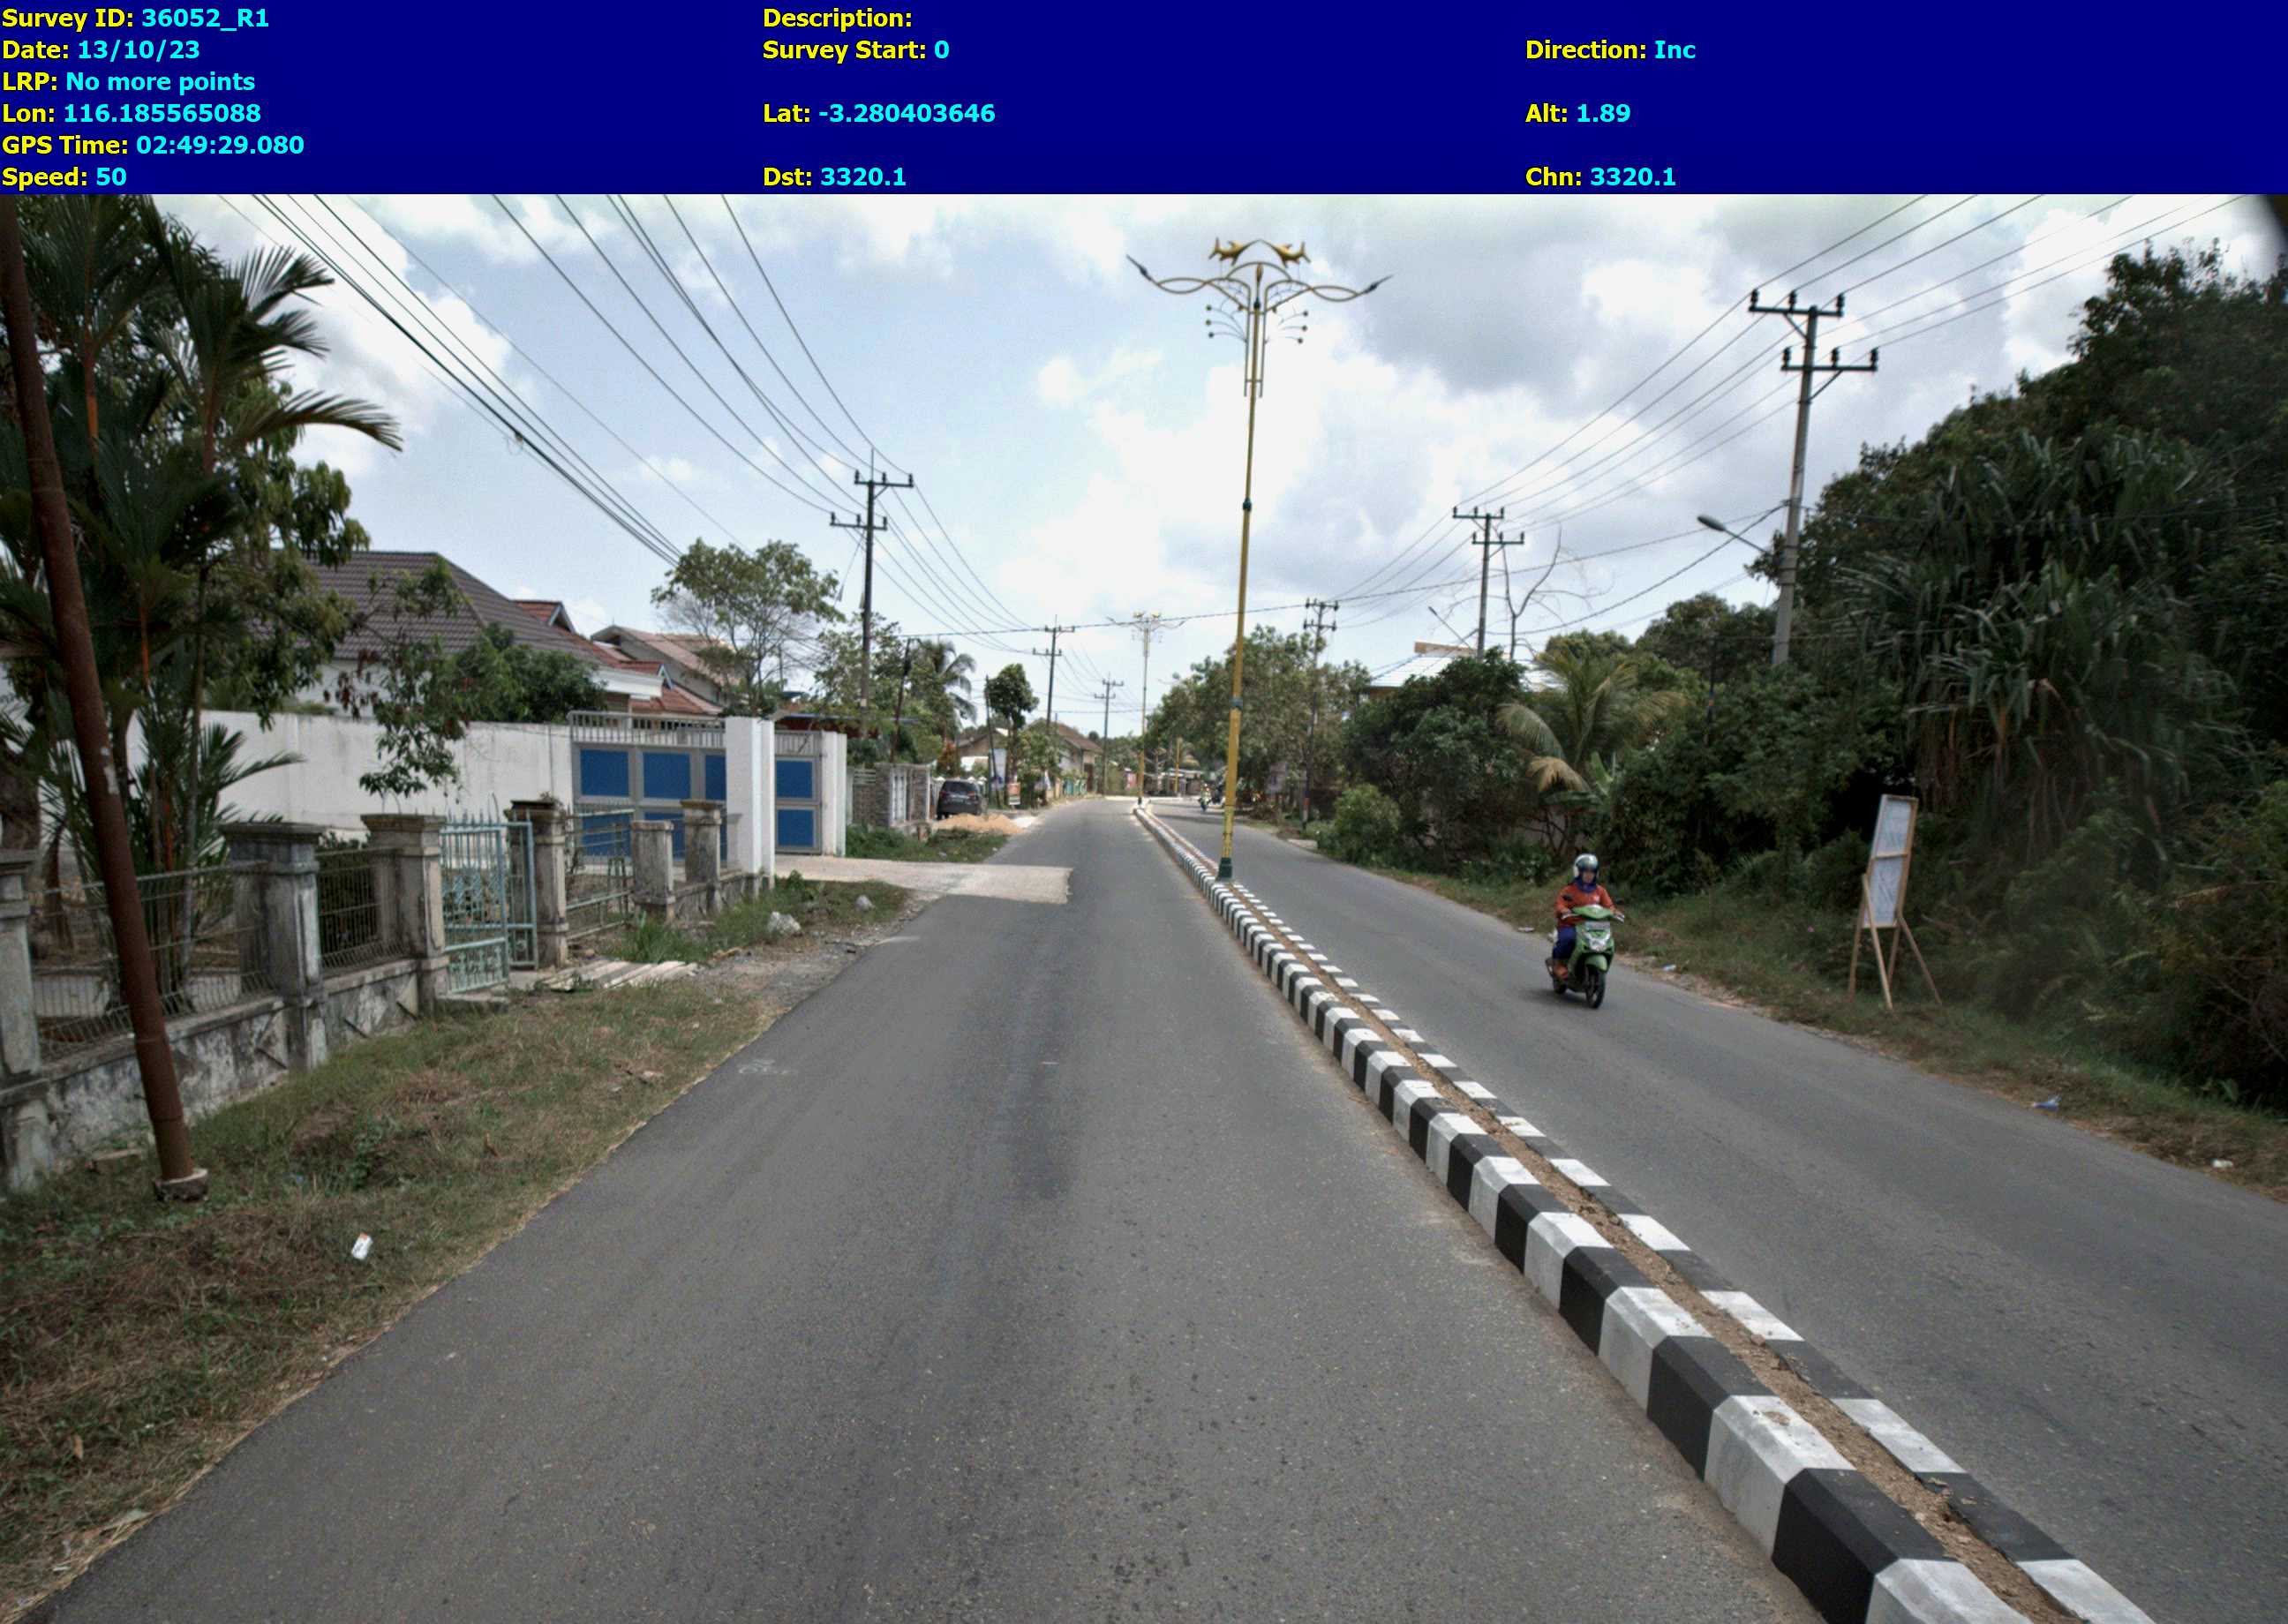 Survey ID: 36052_R1
Description:
Date: 13/10/23
Survey Start: 0
Direction: Inc
LRP: No more points
Lon: 116.185565088
Lat: -3.280403646
Alt: 1.89
GPS Time: 02:49:29.080
Speed: 50
Dst: 3320.1
Chn: 3320.1